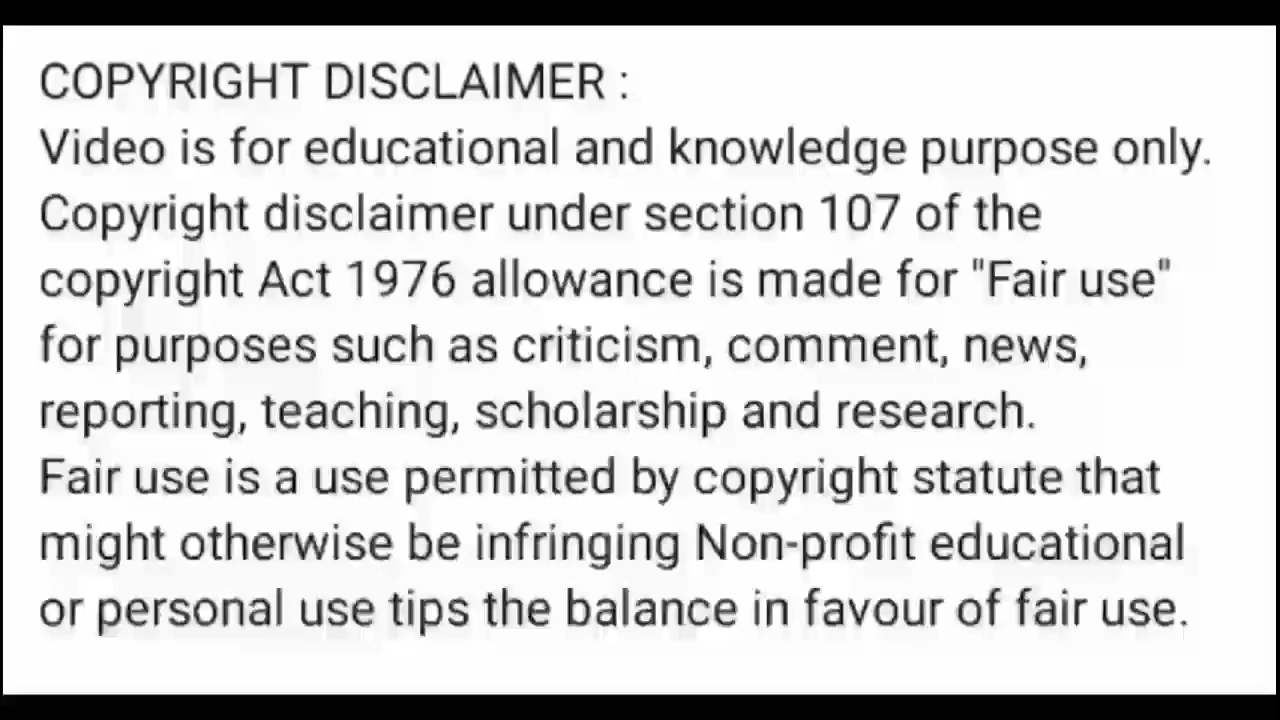 COPYRIGHT DISCLAIMER :
Video is for educational and knowledge purpose only.
Copyright disclaimer under section 107 of the
copyright Act 1976 allowance is made for "Fair use"
for purposes such as criticism, comment, news,
reporting, teaching, scholarship and research.
Fair use is a use permitted by copyright statute that
might otherwise be infringing Non-profit educational
or personal use tips the balance in favour of fair use.